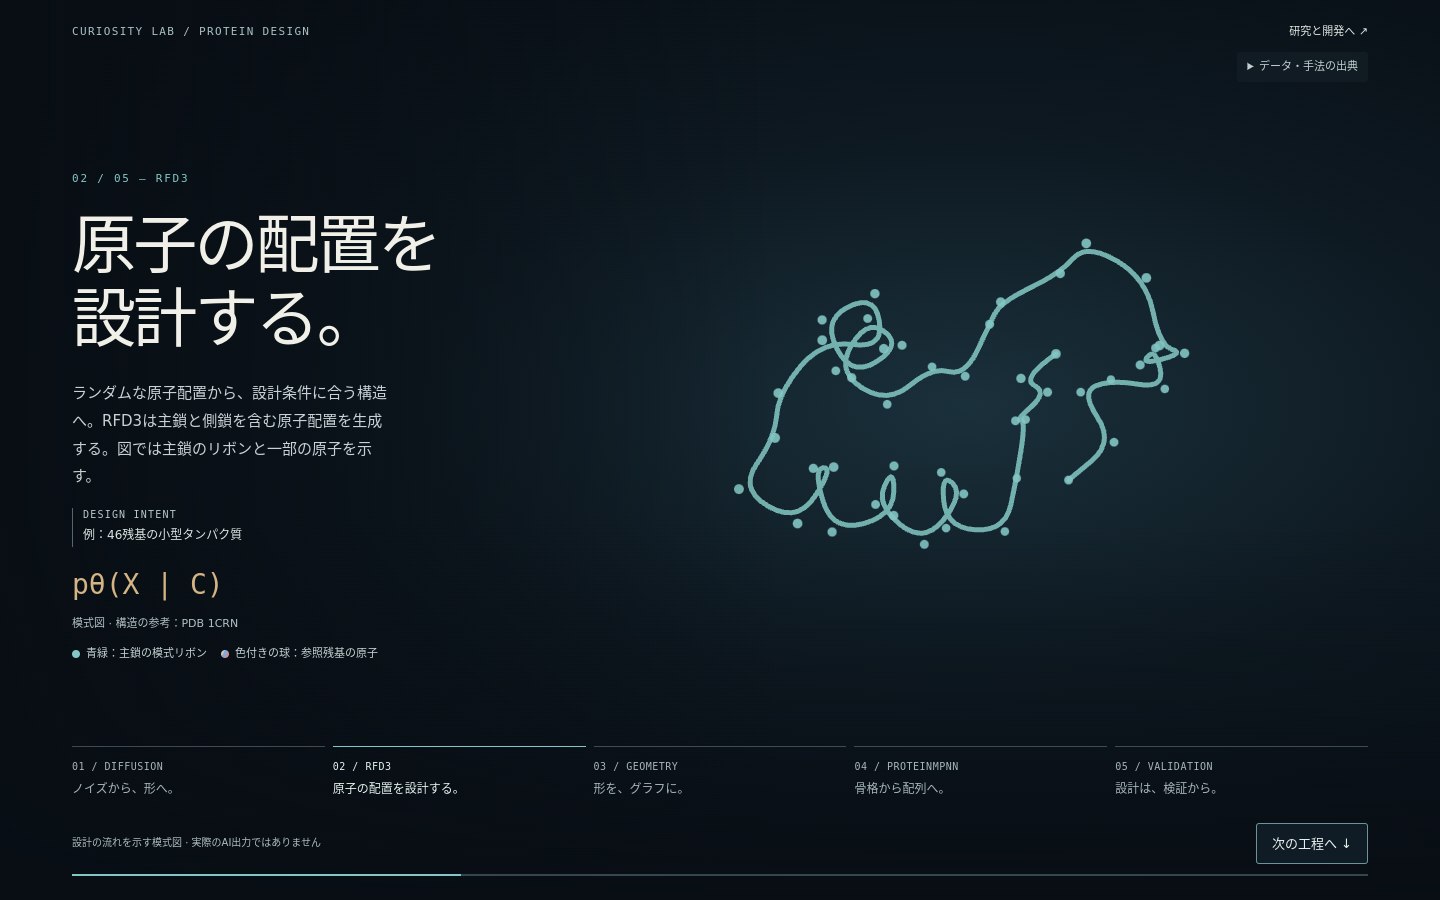 CURIOSITY LAB / PROTEIN DESIGN
研究と開発へ ↗
▶ データ・手法の出典
02 / 05 — RFD3
原子の配置を
設計する。
ランダムな原子配置から、設計条件に合う構造
へ。RFD3は主鎖と側鎖を含む原子配置を生成
する。図では主鎖のリボンと一部の原子を示
す。
DESIGN INTENT
例：46残基の小型タンパク質
pθ(X | C)
模式図 · 構造の参考：PDB 1CRN
青緑：主鎖の模式リボン 色付きの球：参照残基の原子
01 / DIFFUSION
ノイズから、形へ。
02 / RFD3
原子の配置を設計する。
03 / GEOMETRY
形を、グラフに。
04 / PROTEINMPNN
骨格から配列へ。
05 / VALIDATION
設計は、検証から。
設計の流れを示す模式図 · 実際のAI出力ではありません
次の工程へ ↓